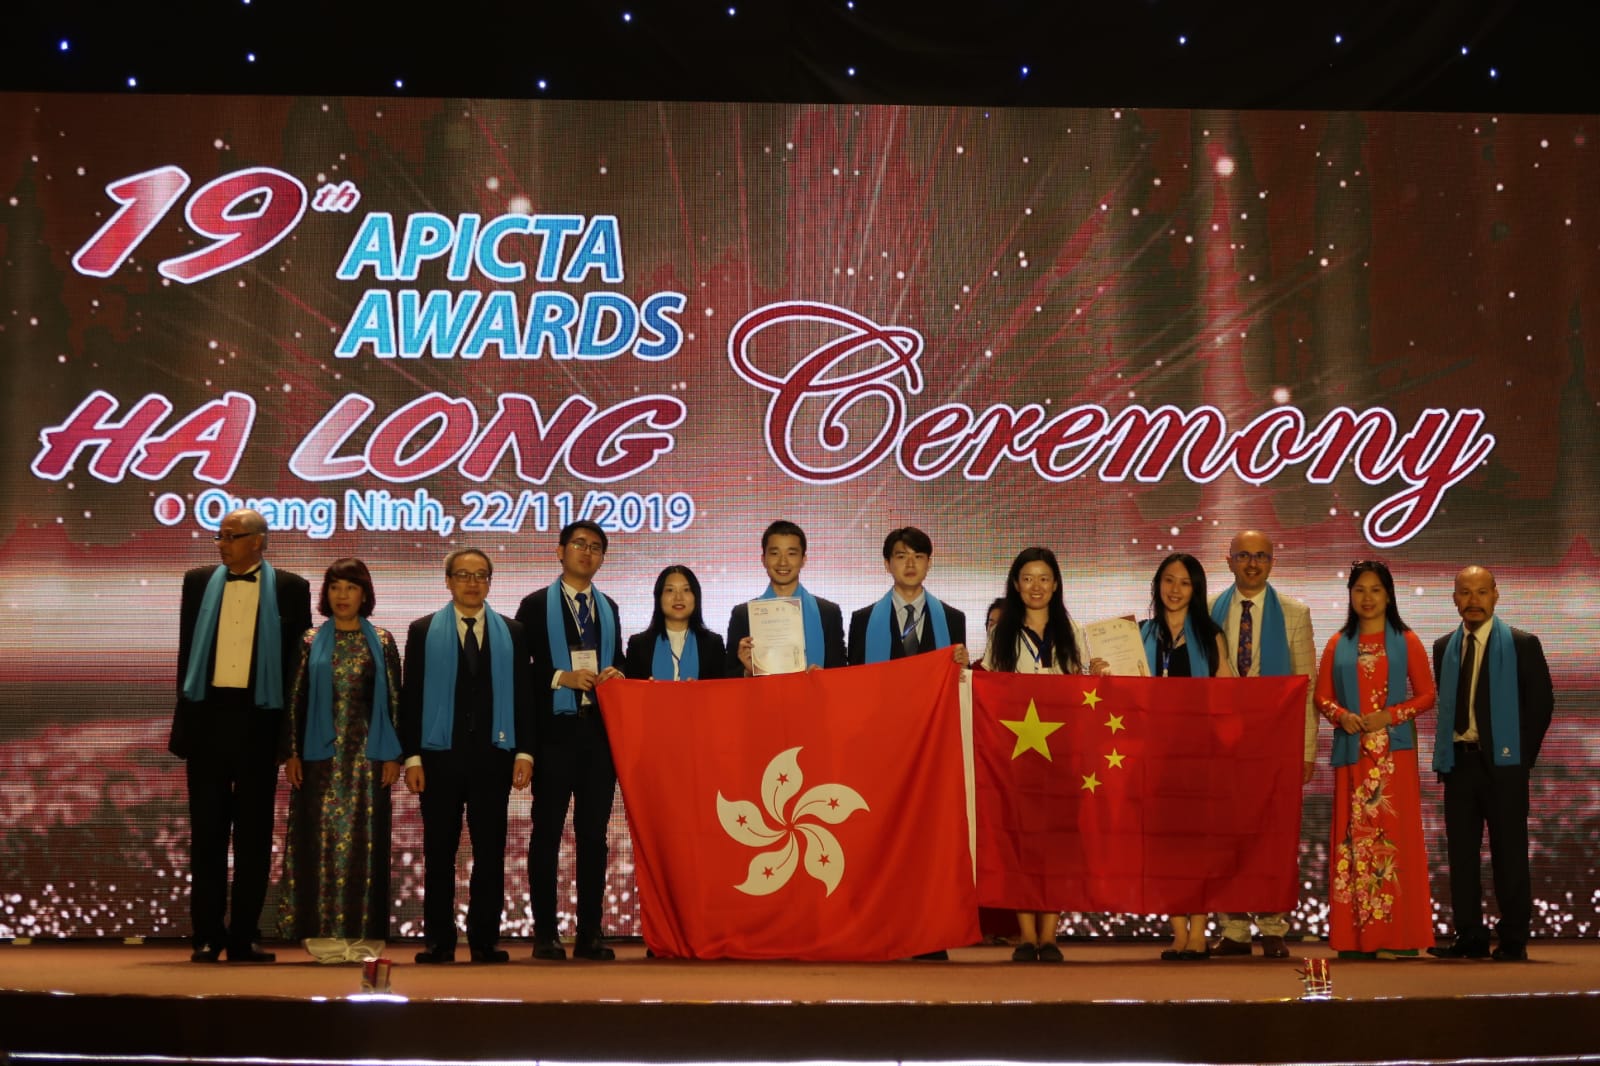 19th
APICTA
AWARDS
HA LONG
Quang Ninh, 22/11/2019
Ceremony